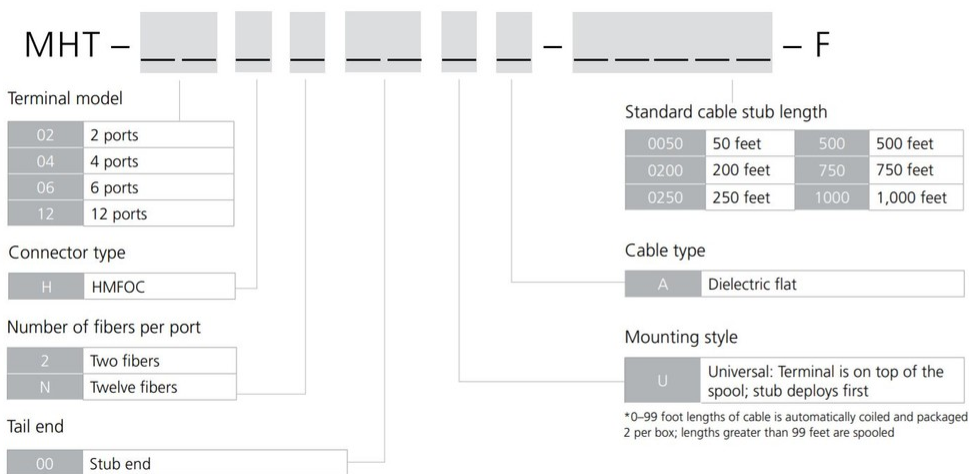 MHT – __ __ __ __ __ __ __ __ – __ __ __ __ __ – F
Terminal model
02 2 ports
04 4 ports
06 6 ports
12 12 ports
Connector type
H HMFOC
Number of fibers per port
2 Two fibers
N Twelve fibers
Tail end
00 Stub end
Standard cable stub length
0050 50 feet 500 500 feet
0200 200 feet 750 750 feet
0250 250 feet 1000 1,000 feet
Cable type
A Dielectric flat
Mounting style
U Universal: Terminal is on top of the
spool; stub deploys first
*0–99 foot lengths of cable is automatically coiled and packaged
2 per box; lengths greater than 99 feet are spooled